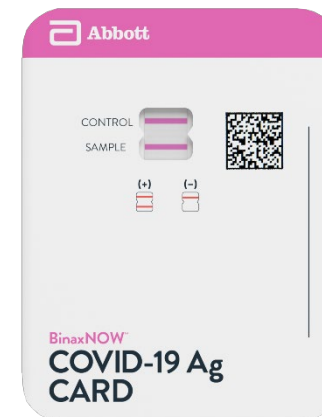 Abbott
CONTROL
SAMPLE
(+) (−)
BinaxNOW™
COVID-19 Ag
CARD